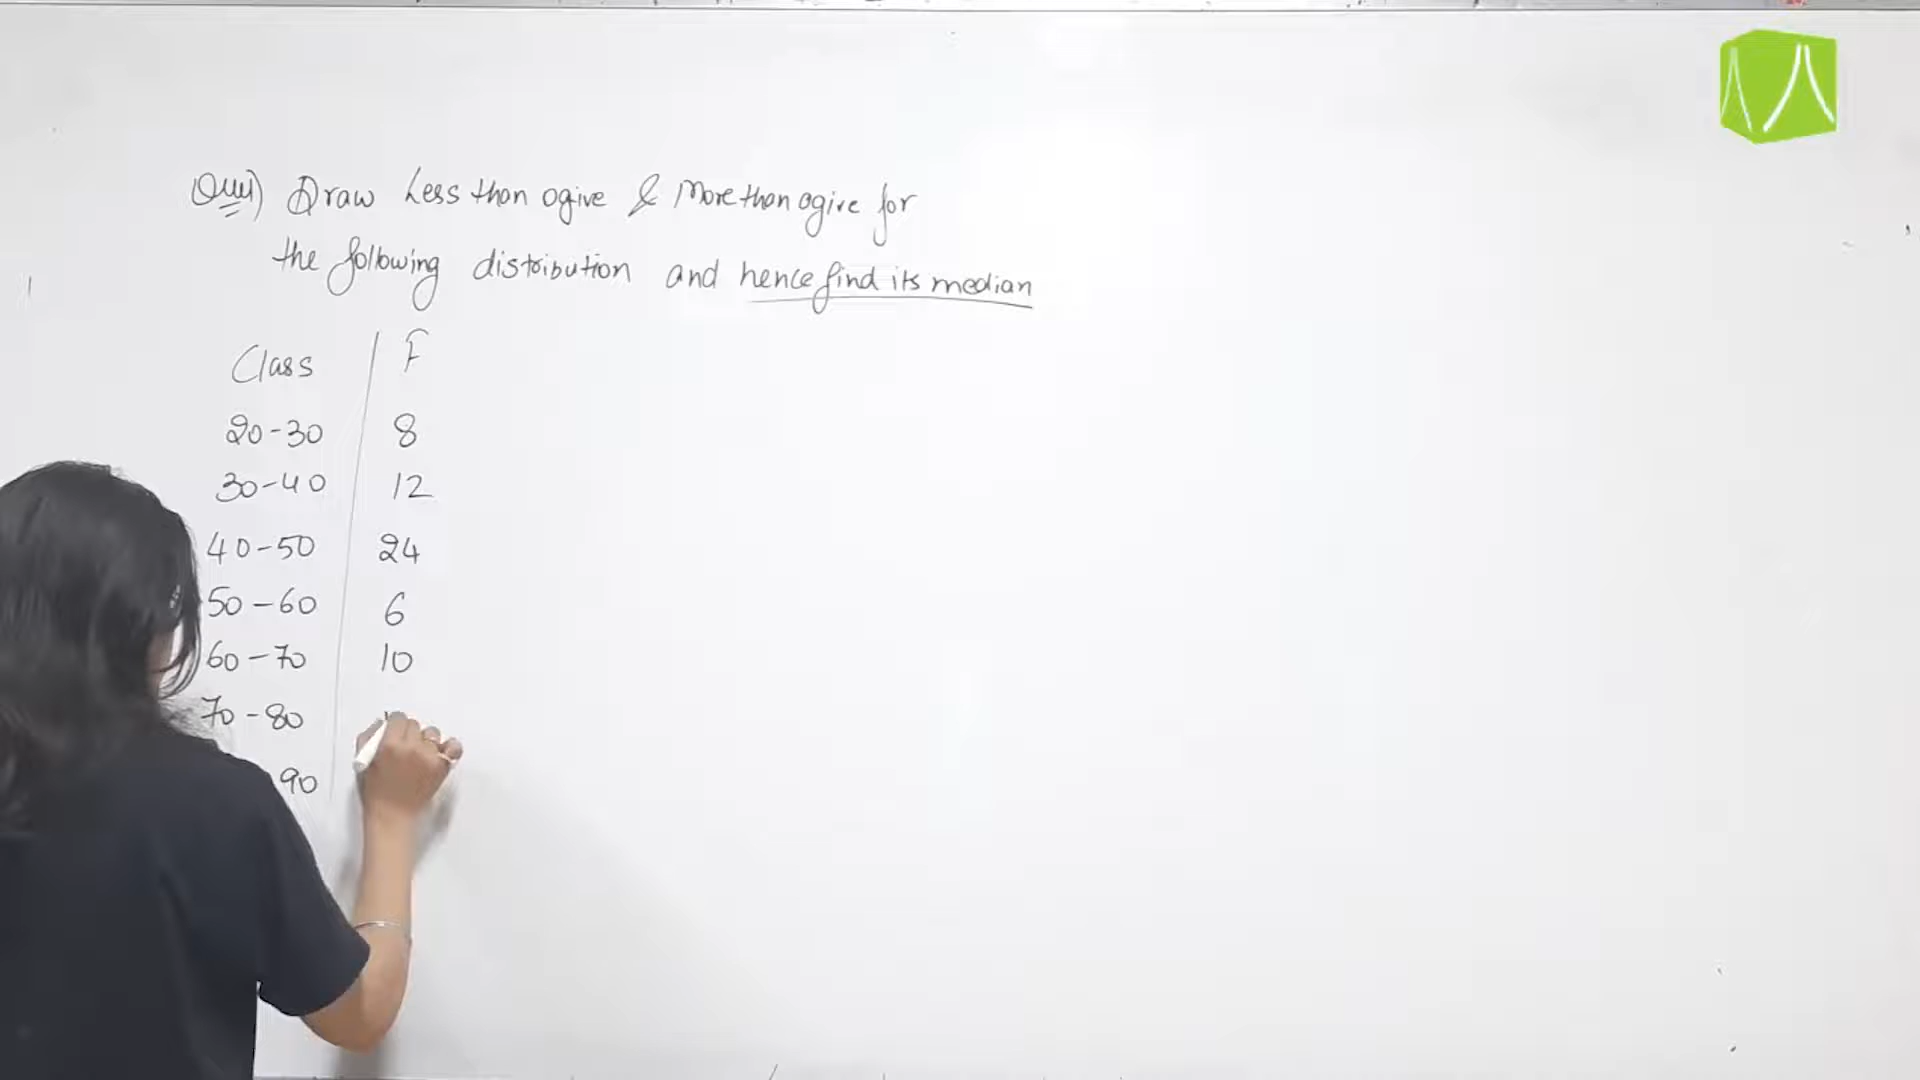 Ques) Draw Less than ogive & More than ogive for
the following distribution and hence find its median
Class F
20-30 8
30-40 12
40-50 24
50-60 6
60-70 10
70-80
90